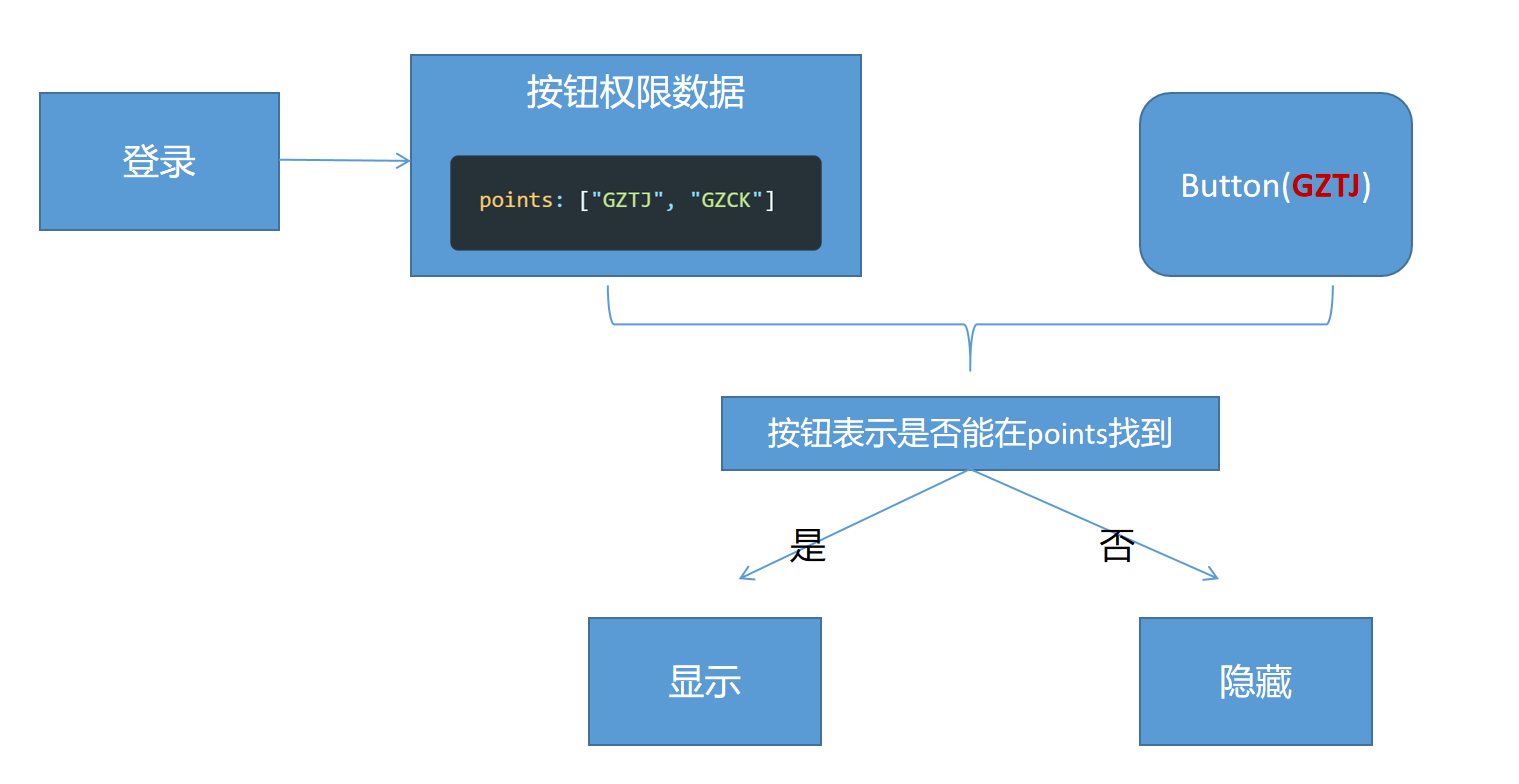 登录
按钮权限数据
points: ["GZTJ", "GZCK"]
Button(GZTJ)
按钮表示是否能在points找到
是
否
显示
隐藏